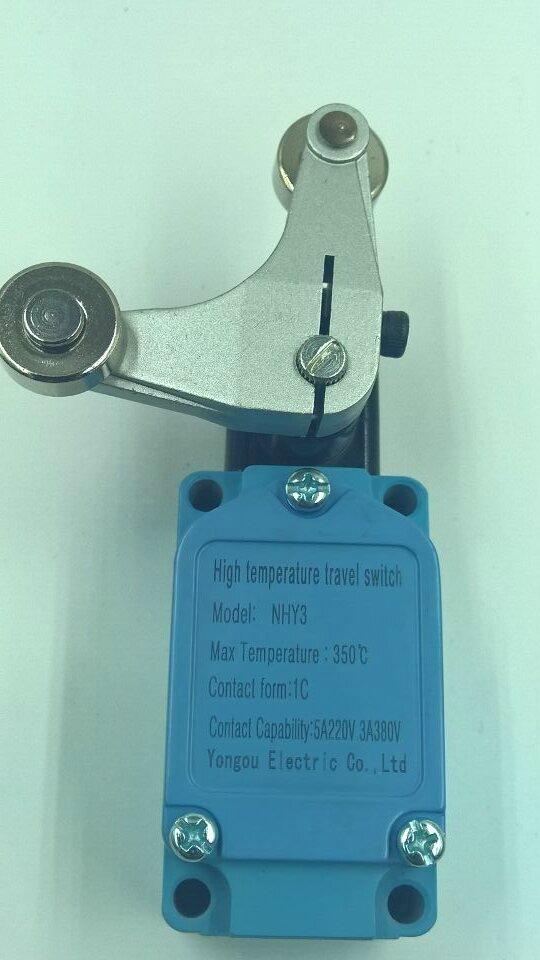 High temperature travel switch
Model: NHY3
Max Temperature : 350℃
Contact form:1C
Contact Capability:5A220V 3A380V
Yongou Electric Co.,Ltd